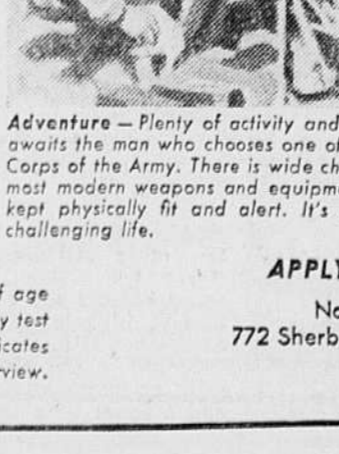 Adventure — Plenty of activity and
awaits the man who chooses one of
Corps of the Army. There is wide ch
most modern weapons and equipme
kept physically fit and alert. It's
challenging life.
f age
y test
icates
view.
APPLY
No
772 Sherb